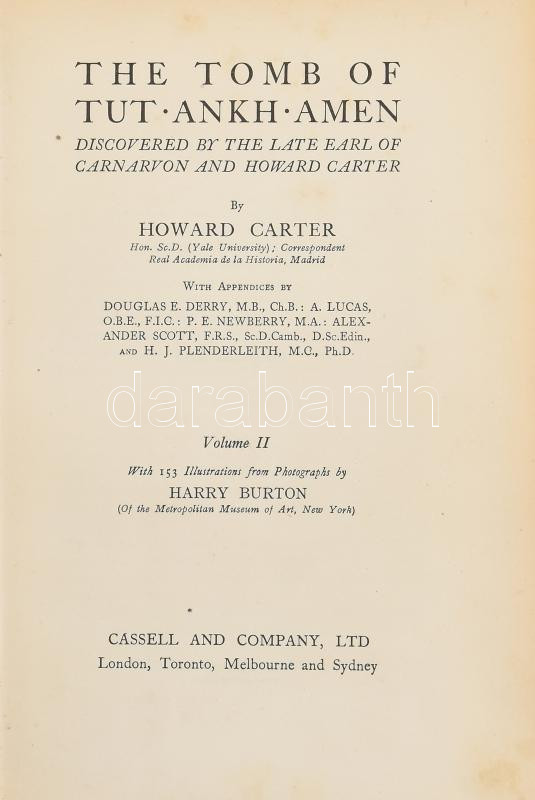 THE TOMB OF
TUT·ANKH·AMEN
DISCOVERED BY THE LATE EARL OF
CARNARVON AND HOWARD CARTER
By
HOWARD CARTER
Hon. Sc.D. (Yale University); Correspondent
Real Academia de la Historia, Madrid
WITH APPENDICES BY
DOUGLAS E. DERRY, M.B., CH.B.: A. LUCAS,
O.B.E., F.I.C.: P. E. NEWBERRY, M.A.: ALEX-
ANDER SCOTT, F.R.S., Sc.D.Camb., D.Sc.Edin.,
AND H. J. PLENDERLEITH, M.C., Ph.D.
darabanth
Volume II
With 153 Illustrations from Photographs by
HARRY BURTON
(Of the Metropolitan Museum of Art, New York)
CASSELL AND COMPANY, LTD
London, Toronto, Melbourne and Sydney